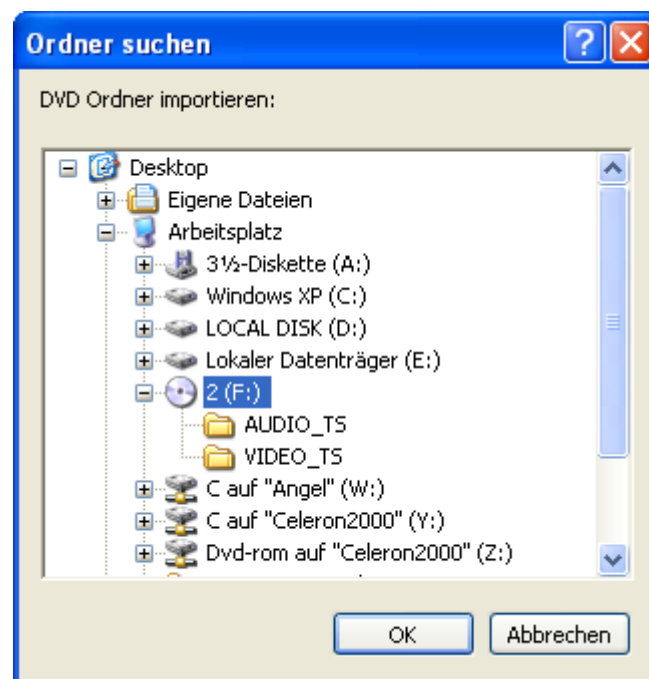 Ordner suchen
DVD Ordner importieren:
Desktop
Eigene Dateien
Arbeitsplatz
3½-Diskette (A:)
Windows XP (C:)
LOCAL DISK (D:)
Lokaler Datenträger (E:)
2 (F:)
AUDIO_TS
VIDEO_TS
C auf "Angel" (W:)
C auf "Celeron2000" (Y:)
Dvd-rom auf "Celeron2000" (Z:)
OK Abbrechen